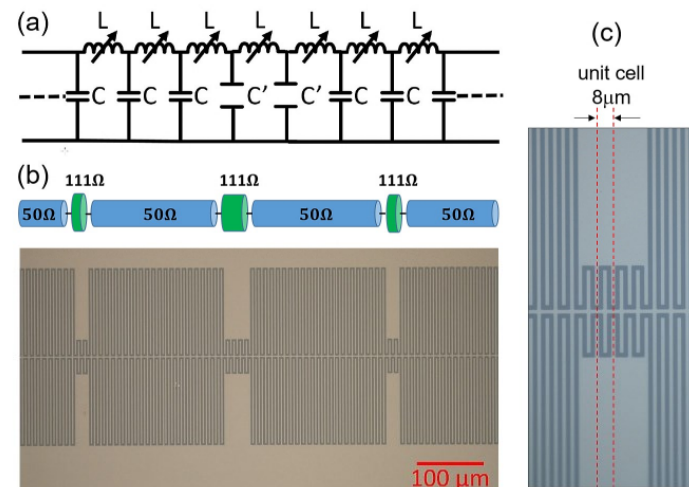 (a)
L L L L L L L
C C C C' C' C C
(b)
111Ω 111Ω 111Ω
50Ω 50Ω 50Ω 50Ω
100 μm
(c)
unit cell
8μm